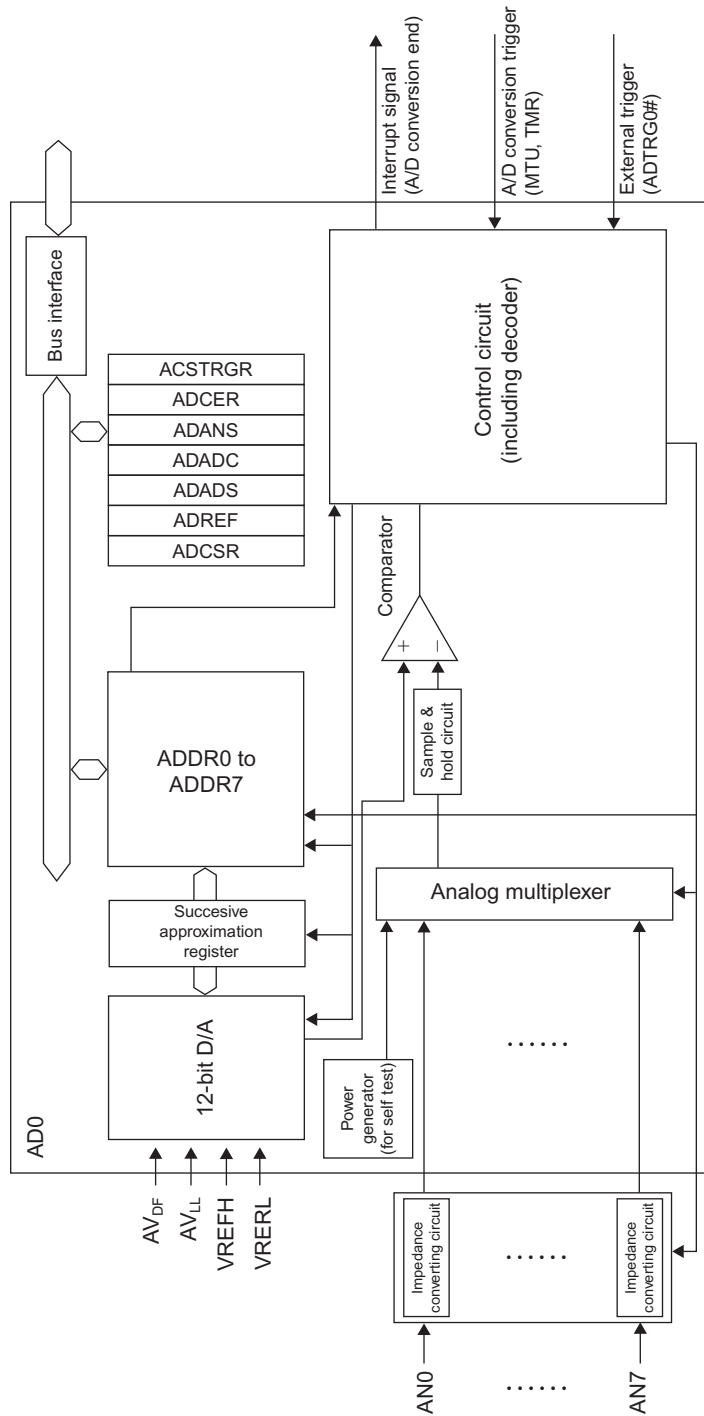 AD0
Bus interface
AV_DF
AV_LL
VREFH
VRERL
12-bit D/A
Succesive
approximation
register
ADDR0 to
ADDR7
ADCSR
ADREF
ADADS
ADADC
ADANS
ADCER
ACSTRGR
Power
generator
(for self test)
Analog multiplexer
Sample &
hold circuit
Comparator
+
−
Control circuit
(including decoder)
Interrupt signal
(A/D conversion end)
A/D conversion trigger
(MTU, TMR)
External trigger
(ADTRG0#)
AN0
Impedance
converting circuit
......
......
......
AN7
Impedance
converting circuit